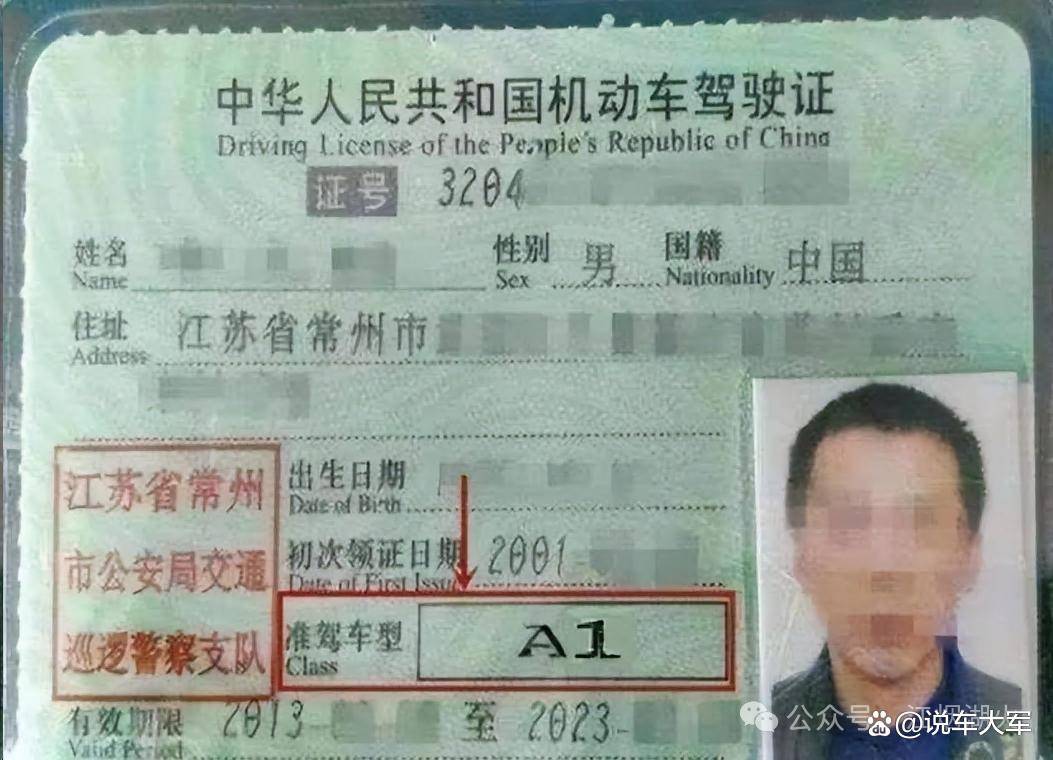 中华人民共和国机动车驾驶证
Driving License of the People's Republic of China
证号 3204
姓名 性别 男 国籍 中国
Name Sex Nationality
住址 江苏省常州市
Address
江苏省常州
市公安局交通
巡逻警察支队
出生日期
Date of Birth
初次领证日期 2001
Date of First Issue
准驾车型 A1
Class
有效期限 2013 至 2023-
Valid Period
公众号
@说车大军